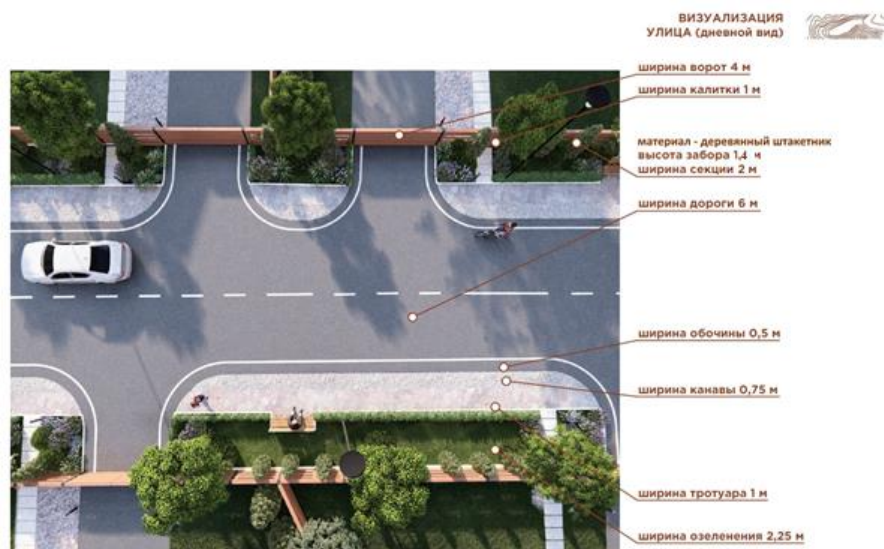 ВИЗУАЛИЗАЦИЯ
УЛИЦА (дневной вид)
ширина ворот 4 м
ширина калитки 1 м
материал - деревянный штакетник
высота забора 1,4 м
ширина секции 2 м
ширина дороги 6 м
ширина обочины 0,5 м
ширина канавы 0,75 м
ширина тротуара 1 м
ширина озеленения 2,25 м